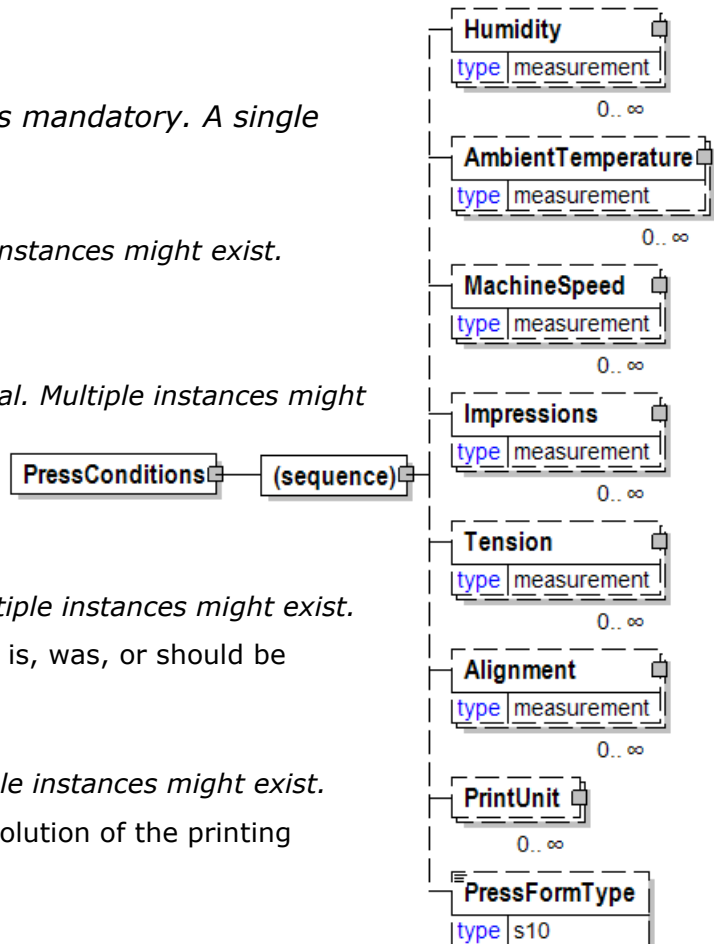 s mandatory. A single
nstances might exist.
al. Multiple instances might
tiple instances might exist.
is, was, or should be
le instances might exist.
olution of the printing
PressConditions
(sequence)
Humidity
type measurement
0.. ∞
AmbientTemperature
type measurement
0.. ∞
MachineSpeed
type measurement
0.. ∞
Impressions
type measurement
0.. ∞
Tension
type measurement
0.. ∞
Alignment
type measurement
0.. ∞
PrintUnit
0.. ∞
PressFormType
type s10